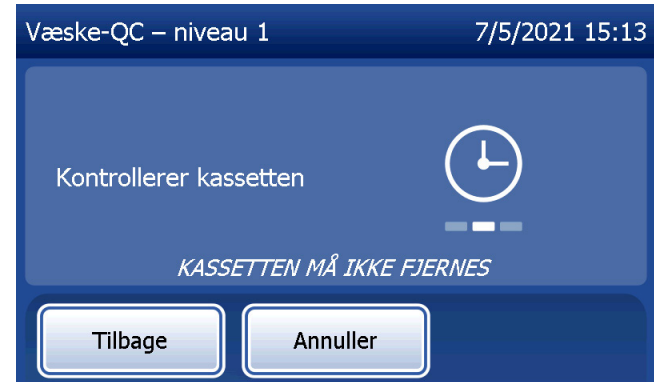 Væske-QC – niveau 1
7/5/2021 15:13
Kontrollerer kassetten
KASSETTEN MÅ IKKE FJERNES
Tilbage
Annuller